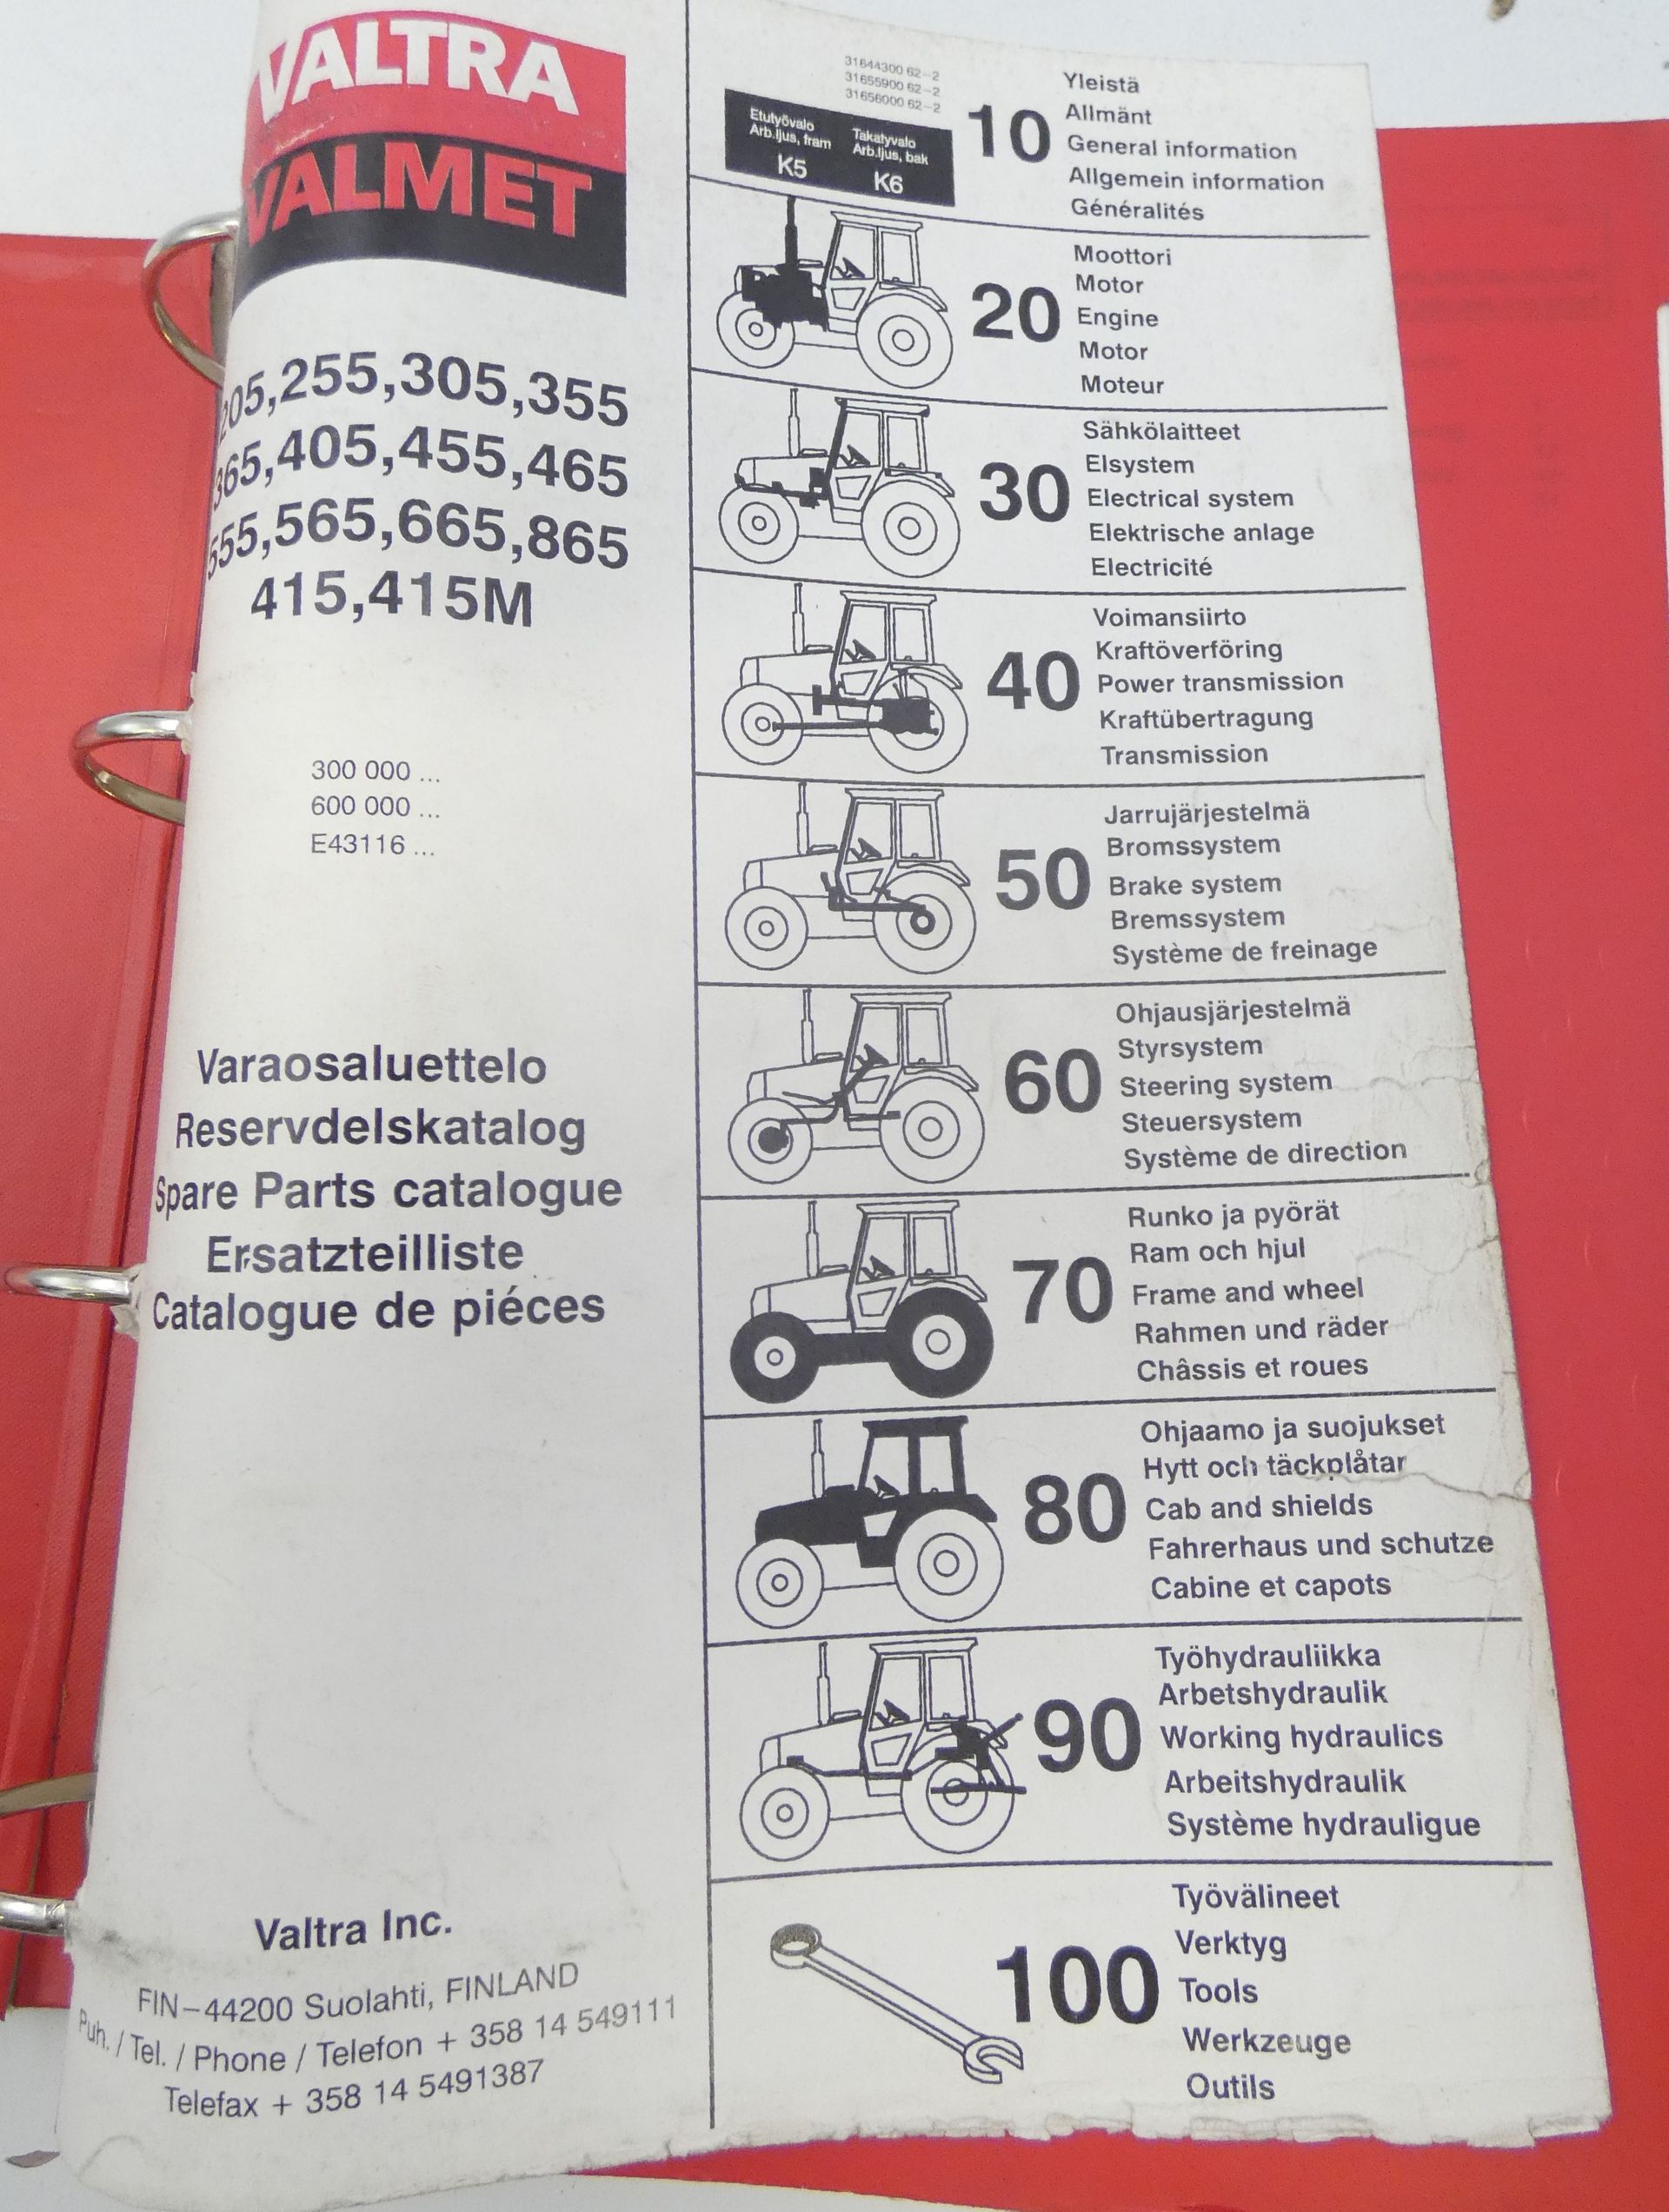 VALTRA
VALMET
205,255,305,355
365,405,455,465
555,565,665,865
415,415M
300 000 ...
600 000 ...
E43116 ...
Varaosaluettelo
Reservdelskatalog
Spare Parts catalogue
Ersatzteilliste
Catalogue de piéces
Valtra Inc.
FIN–44200 Suolahti, FINLAND
Puh. / Tel. / Phone / Telefon + 358 14 549111
Telefax + 358 14 5491387
31644300 62–2
31655900 62–2
31656000 62–2
Etutyövalo
Arb.ljus, fram
K5
Takatyvalo
Arb.ljus, bak
K6
10
Yleistä
Allmänt
General information
Allgemein information
Généralités
20
Moottori
Motor
Engine
Motor
Moteur
30
Sähkölaitteet
Elsystem
Electrical system
Elektrische anlage
Electricité
40
Voimansiirto
Kraftöverföring
Power transmission
Kraftübertragung
Transmission
50
Jarrujärjestelmä
Bromssystem
Brake system
Bremssystem
Système de freinage
60
Ohjausjärjestelmä
Styrsystem
Steering system
Steuersystem
Système de direction
70
Runko ja pyörät
Ram och hjul
Frame and wheel
Rahmen und räder
Châssis et roues
80
Ohjaamo ja suojukset
Hytt och täckplåtar
Cab and shields
Fahrerhaus und schutze
Cabine et capots
90
Työhydrauliikka
Arbetshydraulik
Working hydraulics
Arbeitshydraulik
Système hydrauligue
100
Työvälineet
Verktyg
Tools
Werkzeuge
Outils